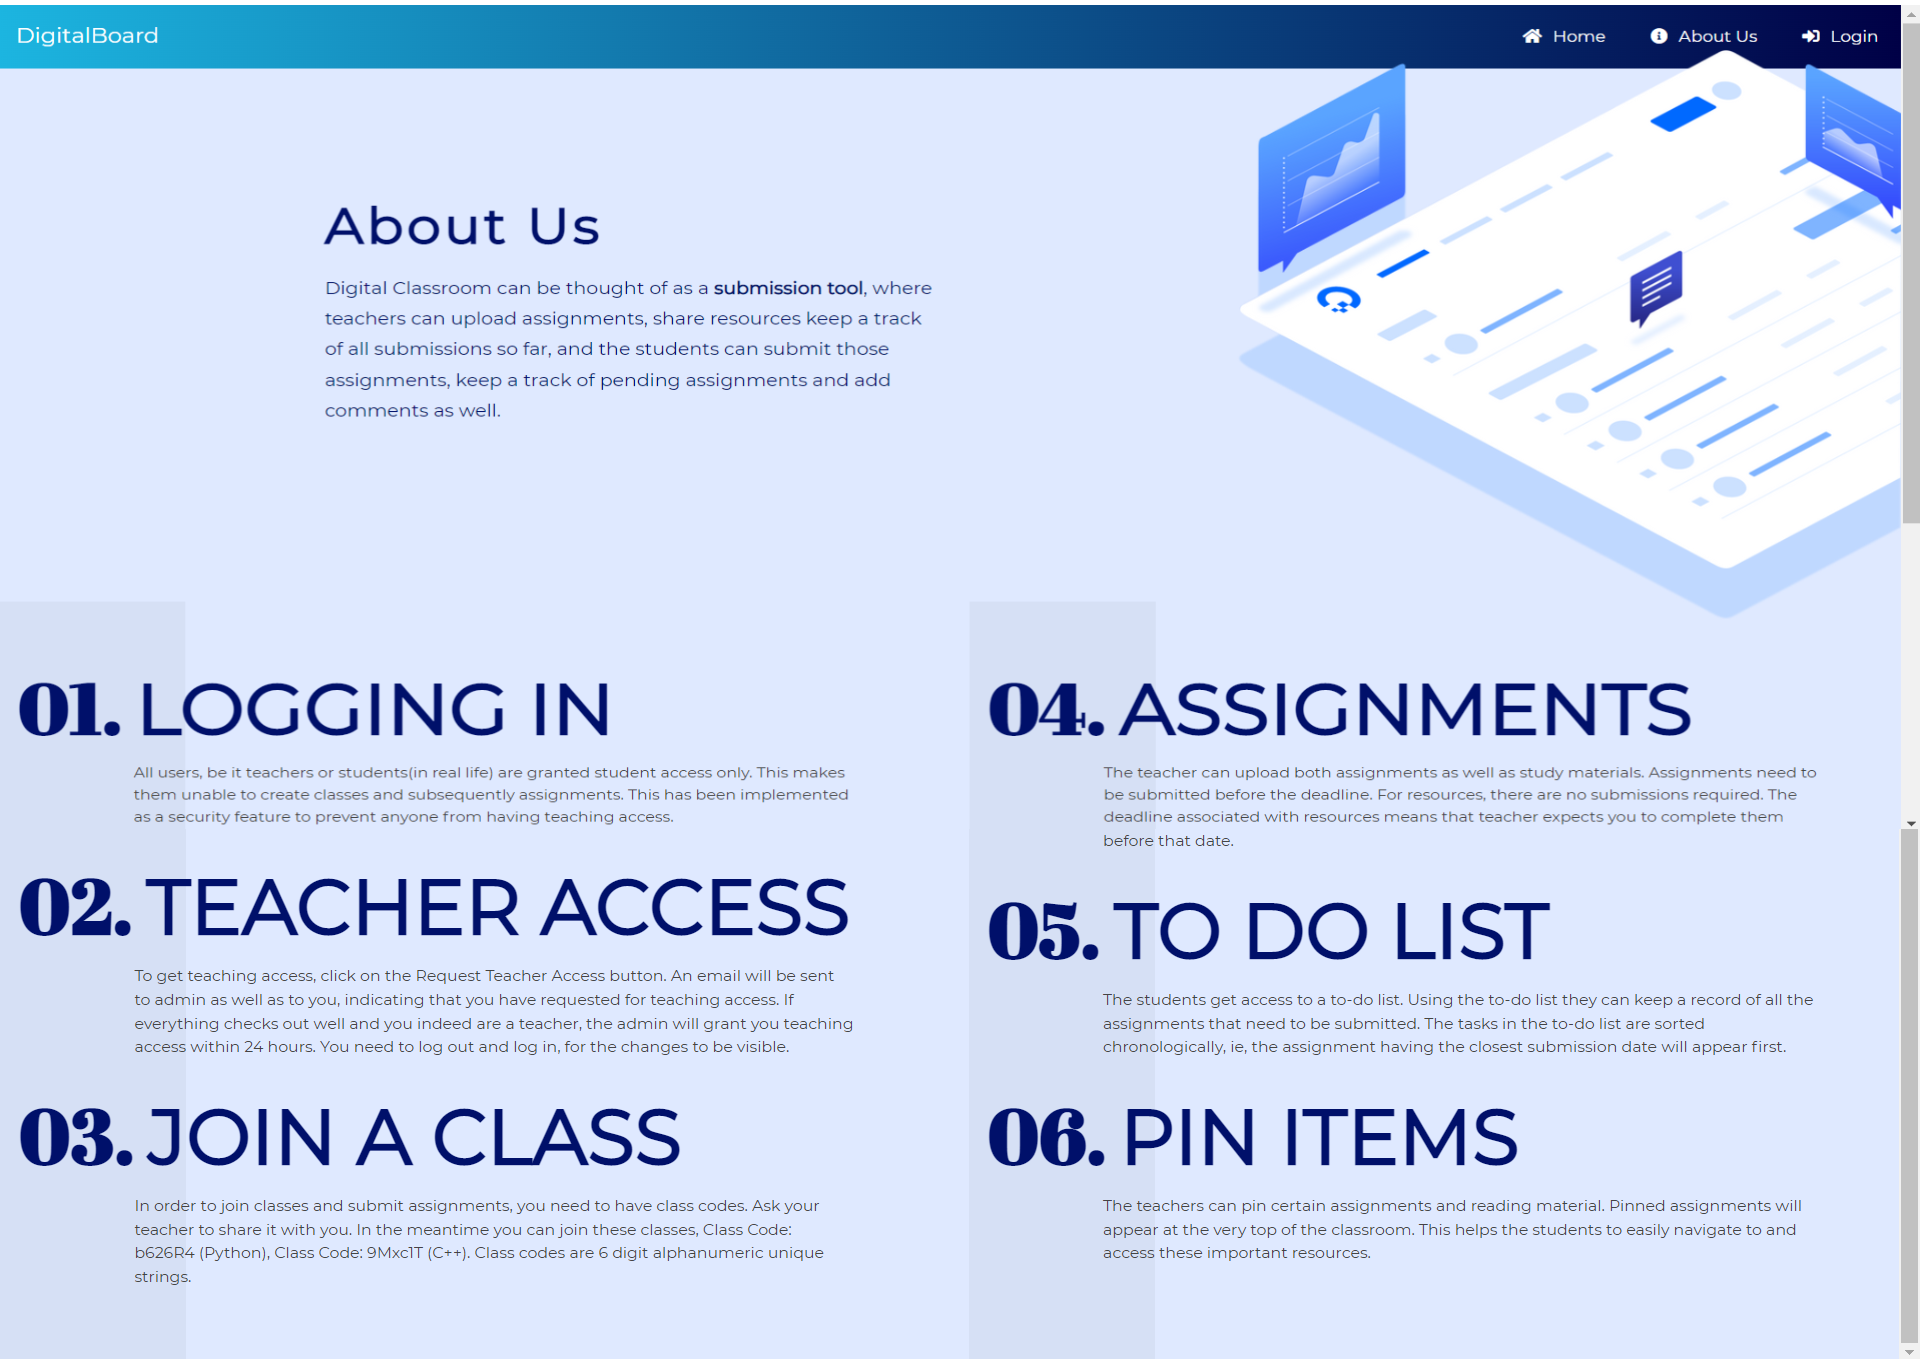 DigitalBoard
Home
About Us
Login
About Us
Digital Classroom can be thought of as a submission tool, where
teachers can upload assignments, share resources keep a track
of all submissions so far, and the students can submit those
assignments, keep a track of pending assignments and add
comments as well.
01. LOGGING IN
All users, be it teachers or students(in real life) are granted student access only. This makes
them unable to create classes and subsequently assignments. This has been implemented
as a security feature to prevent anyone from having teaching access.
02. TEACHER ACCESS
To get teaching access, click on the Request Teacher Access button. An email will be sent
to admin as well as to you, indicating that you have requested for teaching access. If
everything checks out well and you indeed are a teacher, the admin will grant you teaching
access within 24 hours. You need to log out and log in, for the changes to be visible.
03. JOIN A CLASS
In order to join classes and submit assignments, you need to have class codes. Ask your
teacher to share it with you. In the meantime you can join these classes, Class Code:
b626R4 (Python), Class Code: 9Mxc1T (C++). Class codes are 6 digit alphanumeric unique
strings.
04. ASSIGNMENTS
The teacher can upload both assignments as well as study materials. Assignments need to
be submitted before the deadline. For resources, there are no submissions required. The
deadline associated with resources means that teacher expects you to complete them
before that date.
05. TO DO LIST
The students get access to a to-do list. Using the to-do list they can keep a record of all the
assignments that need to be submitted. The tasks in the to-do list are sorted
chronologically, ie, the assignment having the closest submission date will appear first.
06. PIN ITEMS
The teachers can pin certain assignments and reading material. Pinned assignments will
appear at the very top of the classroom. This helps the students to easily navigate to and
access these important resources.